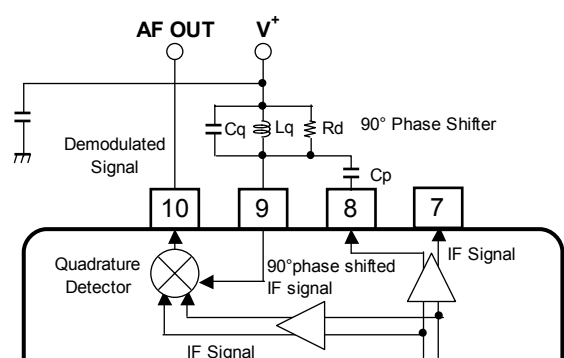 AF OUT
V+
Cq
Lq
Rd
90° Phase Shifter
Demodulated
Signal
Cp
10
9
8
7
Quadrature
Detector
90°phase shifted
IF signal
IF Signal
IF Signal